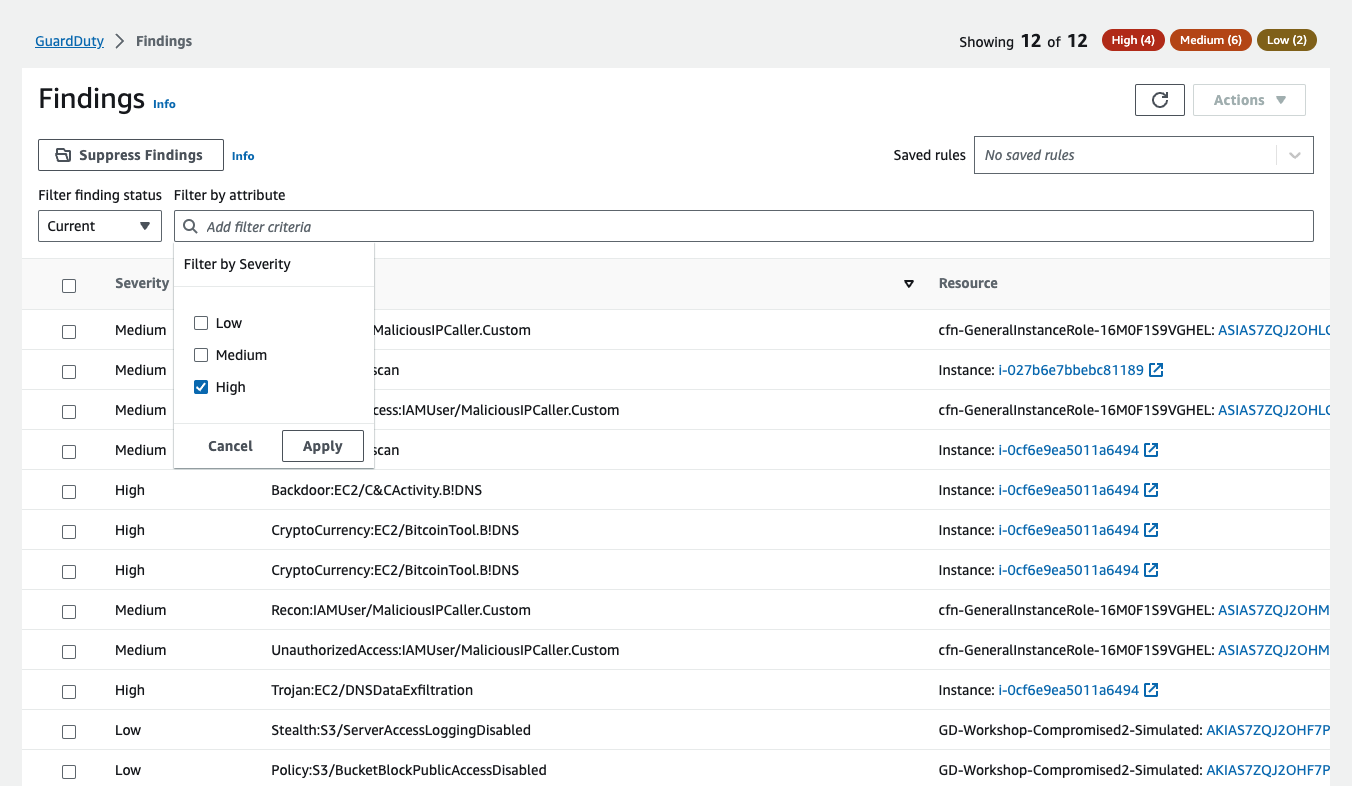 GuardDuty > Findings
Showing 12 of 12 High (4) Medium (6) Low (2)
Findings Info
Actions
Suppress Findings Info
Saved rules No saved rules
Filter finding status Filter by attribute
Current Add filter criteria
Filter by Severity
Low
Medium
High
Cancel Apply
Severity Resource
Medium MaliciousIPCaller.Custom cfn-GeneralInstanceRole-16M0F1S9VGHEL: ASIAS7ZQJ2OHLC
Medium scan Instance: i-027b6e7bbebc81189
Medium cess:IAMUser/MaliciousIPCaller.Custom cfn-GeneralInstanceRole-16M0F1S9VGHEL: ASIAS7ZQJ2OHLC
Medium scan Instance: i-0cf6e9ea5011a6494
High Backdoor:EC2/C&CActivity.B!DNS Instance: i-0cf6e9ea5011a6494
High CryptoCurrency:EC2/BitcoinTool.B!DNS Instance: i-0cf6e9ea5011a6494
High CryptoCurrency:EC2/BitcoinTool.B!DNS Instance: i-0cf6e9ea5011a6494
Medium Recon:IAMUser/MaliciousIPCaller.Custom cfn-GeneralInstanceRole-16M0F1S9VGHEL: ASIAS7ZQJ2OHM
Medium UnauthorizedAccess:IAMUser/MaliciousIPCaller.Custom cfn-GeneralInstanceRole-16M0F1S9VGHEL: ASIAS7ZQJ2OHM
High Trojan:EC2/DNSDataExfiltration Instance: i-0cf6e9ea5011a6494
Low Stealth:S3/ServerAccessLoggingDisabled GD-Workshop-Compromised2-Simulated: AKIAS7ZQJ2OHF7P
Low Policy:S3/BucketBlockPublicAccessDisabled GD-Workshop-Compromised2-Simulated: AKIAS7ZQJ2OHF7P